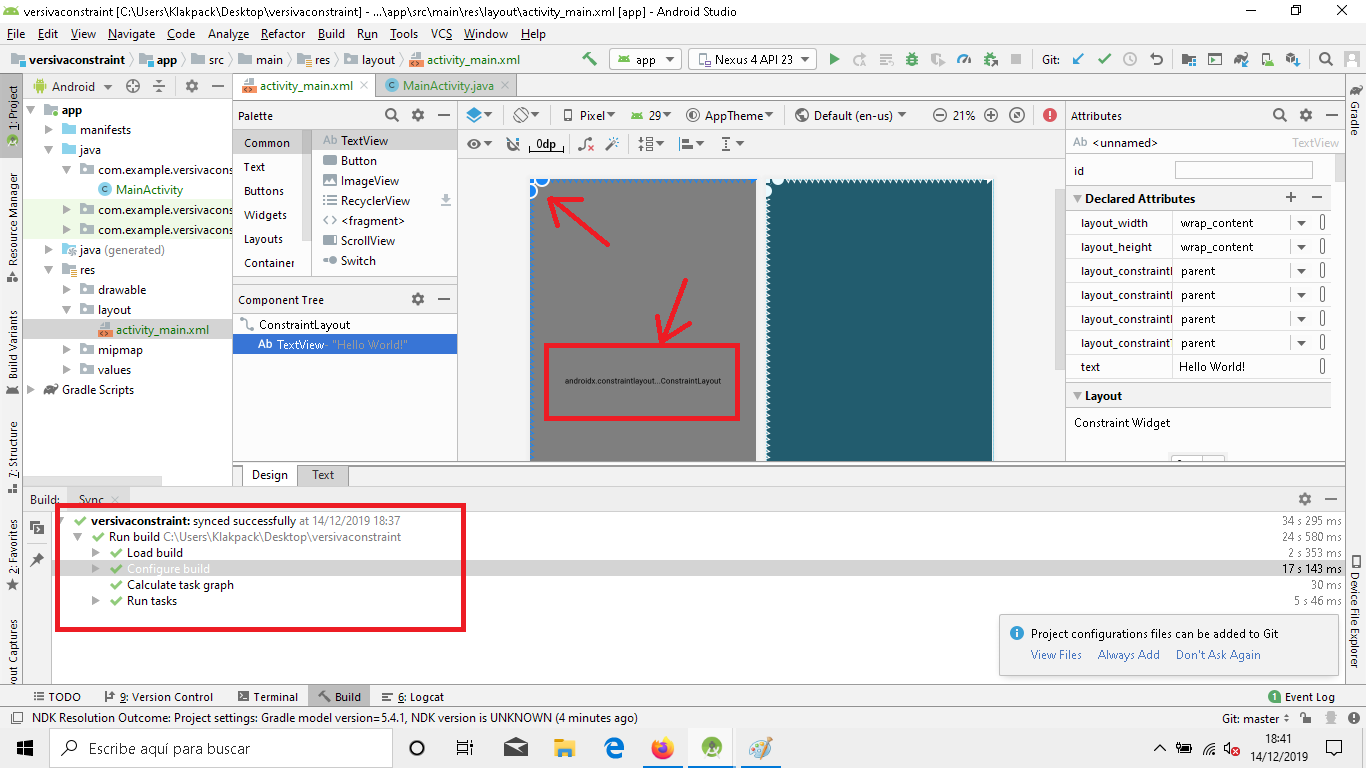 versivaconstraint [C:\Users\Klakpack\Desktop\versivaconstraint] - ...\app\src\main\res\layout\activity_main.xml [app] - Android Studio
File Edit View Navigate Code Analyze Refactor Build Run Tools VCS Window Help
versivaconstraint app src main res layout activity_main.xml app Nexus 4 API 23 Git:
1: Project
Resource Manager
Build Variants
7: Structure
2: Favorites
Android
app
manifests
java
com.example.versivacons
MainActivity
com.example.versivacons
com.example.versivacons
java (generated)
res
drawable
layout
activity_main.xml
mipmap
values
Gradle Scripts
activity_main.xml MainActivity.java
Palette
Common
Text
Buttons
Widgets
Layouts
Container
Ab TextView
Button
ImageView
RecyclerView
<fragment>
ScrollView
Switch
Component Tree
ConstraintLayout
Ab TextView- "Hello World!"
Pixel 29 AppTheme Default (en-us) 21%
0dp
androidx.constraintlayout...ConstraintLayout
Design Text
Attributes
Ab <unnamed> TextView
id
Declared Attributes
layout_width wrap_content
layout_height wrap_content
layout_constraintl parent
layout_constraintl parent
layout_constraintl parent
layout_constraintT parent
text Hello World!
Layout
Constraint Widget
Gradle
Device File Explorer
Build: Sync
versivaconstraint: synced successfully at 14/12/2019 18:37 34 s 295 ms
Run build C:\Users\Klakpack\Desktop\versivaconstraint 24 s 580 ms
Load build 2 s 353 ms
Configure build 17 s 143 ms
Calculate task graph 30 ms
Run tasks 5 s 46 ms
Project configurations files can be added to Git
View Files Always Add Don't Ask Again
yout Captures
TODO 9: Version Control Terminal Build 6: Logcat 1 Event Log
NDK Resolution Outcome: Project settings: Gradle model version=5.4.1, NDK version is UNKNOWN (4 minutes ago) Git: master
Escribe aquí para buscar
18:41
14/12/2019